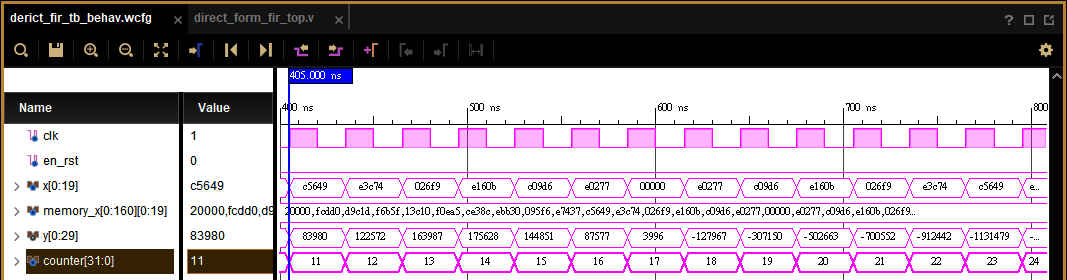 derict_fir_tb_behav.wcfg × direct_form_fir_top.v ×
?
405.000 ns
Name Value 400 ns 500 ns 600 ns 700 ns 800
clk 1
en_rst 0
x[0:19] c5649 c5649 e3c74 026f9 e160b c09d6 e0277 00000 e0277 c09d6 e160b 026f9 e3c74 c5649 e...
memory_x[0:160][0:19] 20000,fcdd0,d9 20000,fcdd0,d9c1d,f6b5f,13c10,f0ea5,ce38c,ebb30,095f6,e7437,c5649,e3c74,026f9,e160b,c09d6,e0277,00000,e0277,c09d6,e160b,026f9...
y[0:29] 83980 83980 122572 163987 175628 144851 87577 3996 -127967 -307150 -502663 -700552 -912442 -1131479 -...
counter[31:0] 11 11 12 13 14 15 16 17 18 19 20 21 22 23 24